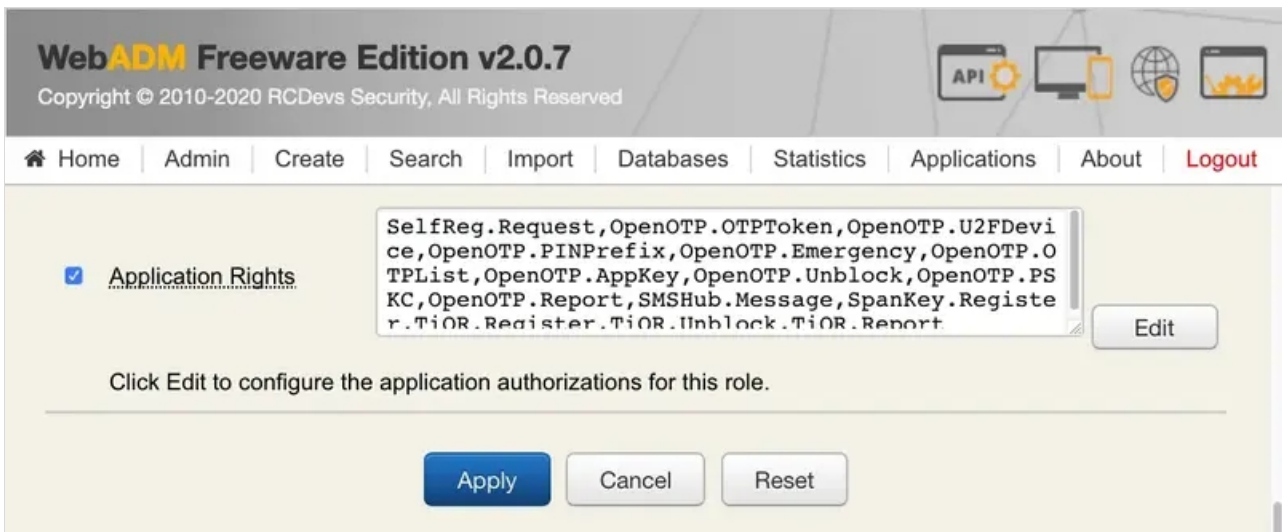 WebADM Freeware Edition v2.0.7
Copyright © 2010-2020 RCDevs Security, All Rights Reserved
API
Home Admin Create Search Import Databases Statistics Applications About Logout
SelfReg.Request,OpenOTP.OTPToken,OpenOTP.U2FDevi
ce,OpenOTP.PINPrefix,OpenOTP.Emergency,OpenOTP.O
TPList,OpenOTP.AppKey,OpenOTP.Unblock,OpenOTP.PS
KC,OpenOTP.Report,SMSHub.Message,SpanKey.Registe
r,TiQR.Register,TiQR.Unblock,TiQR.Report
Application Rights
Edit
Click Edit to configure the application authorizations for this role.
Apply Cancel Reset